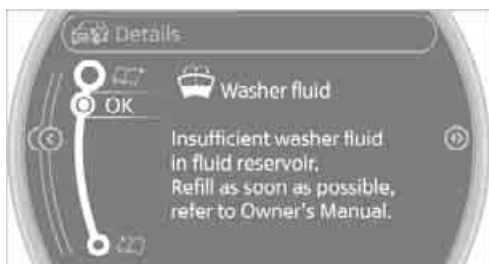 Details
OK
Washer fluid
Insufficient washer fluid
in fluid reservoir.
Refill as soon as possible,
refer to Owner's Manual.